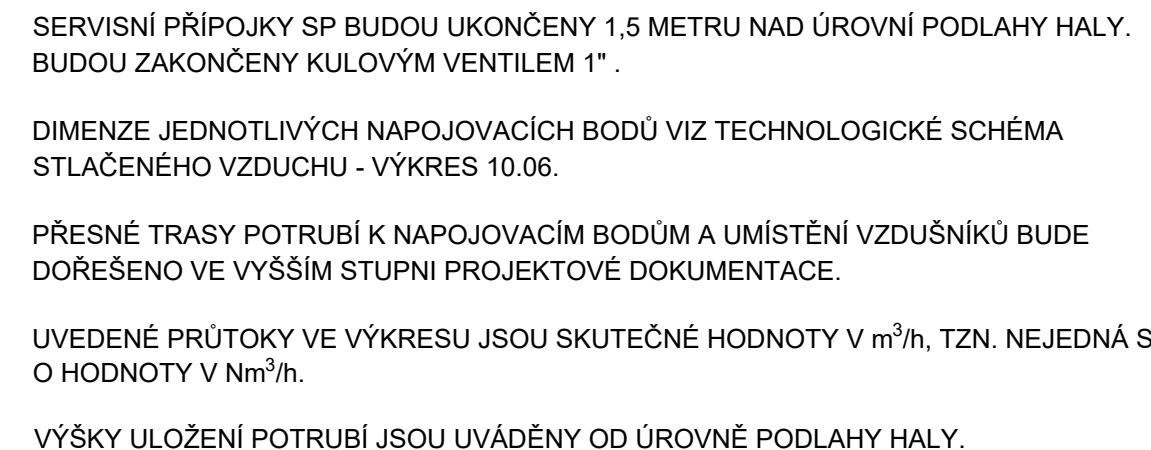 SERVISNÍ PŘÍPOJKY SP BUDOU UKONČENY 1,5 METRU NAD ÚROVNÍ PODLAHY HALY.
BUDOU ZAKONČENY KULOVÝM VENTILEM 1" .
DIMENZE JEDNOTLIVÝCH NAPOJOVACÍCH BODŮ VIZ TECHNOLOGICKÉ SCHÉMA
STLAČENÉHO VZDUCHU - VÝKRES 10.06.
PŘESNÉ TRASY POTRUBÍ K NAPOJOVACÍM BODŮM A UMÍSTĚNÍ VZDUŠNÍKŮ BUDE
DOŘEŠENO VE VYŠŠÍM STUPNI PROJEKTOVÉ DOKUMENTACE.
UVEDENÉ PRŮTOKY VE VÝKRESU JSOU SKUTEČNÉ HODNOTY V m³/h, TZN. NEJEDNÁ S
O HODNOTY V Nm³/h.
VÝŠKY ULOŽENÍ POTRUBÍ JSOU UVÁDĚNY OD ÚROVNĚ PODLAHY HALY.